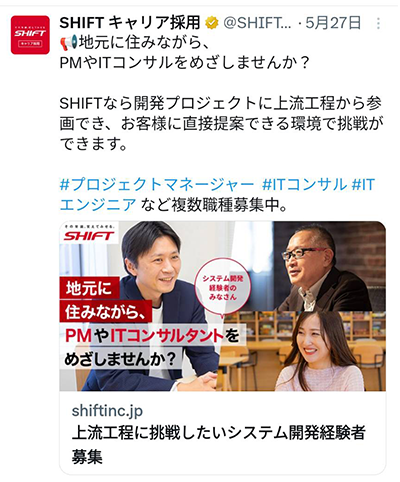 SHIFT キャリア採用 @SHIFT... ・5月27日
📢地元に住みながら、
PMやITコンサルをめざしませんか？
SHIFTなら開発プロジェクトに上流工程から参
画でき、お客様に直接提案できる環境で挑戦が
できます。
#プロジェクトマネージャー #ITコンサル #IT
エンジニア など複数職種募集中。
SHIFT
キャリア採用
SHIFT
地元に
住みながら、
PMやITコンサルタントを
めざしませんか？
システム開発
経験者の
みなさん
shiftinc.jp
上流工程に挑戦したいシステム開発経験者
募集